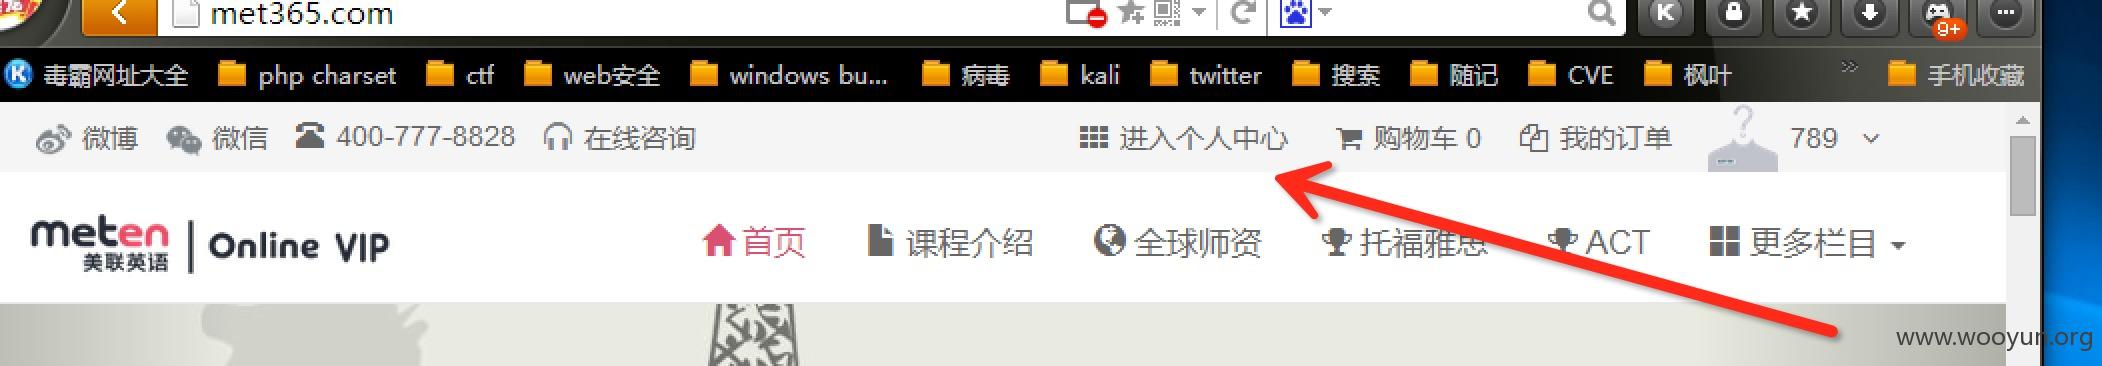 met365.com
9+
毒霸网址大全 php charset ctf web安全 windows bu... 病毒 kali twitter 搜索 随记 CVE 枫叶 » 手机收藏
微博 微信 400-777-8828 在线咨询 进入个人中心 购物车 0 我的订单 789
meten 美联英语 | Online VIP 首页 课程介绍 全球师资 托福雅思 ACT 更多栏目
www.wooyun.org